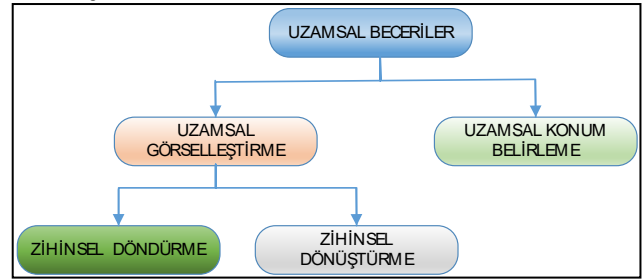 UZAMSAL BECERİLER
UZAMSAL
GÖRSELLEŞTİRME
UZAMSAL KONUM
BELİRLEME
ZİHİNSEL DÖNDÜRME
ZİHİNSEL
DÖNÜŞTÜRME